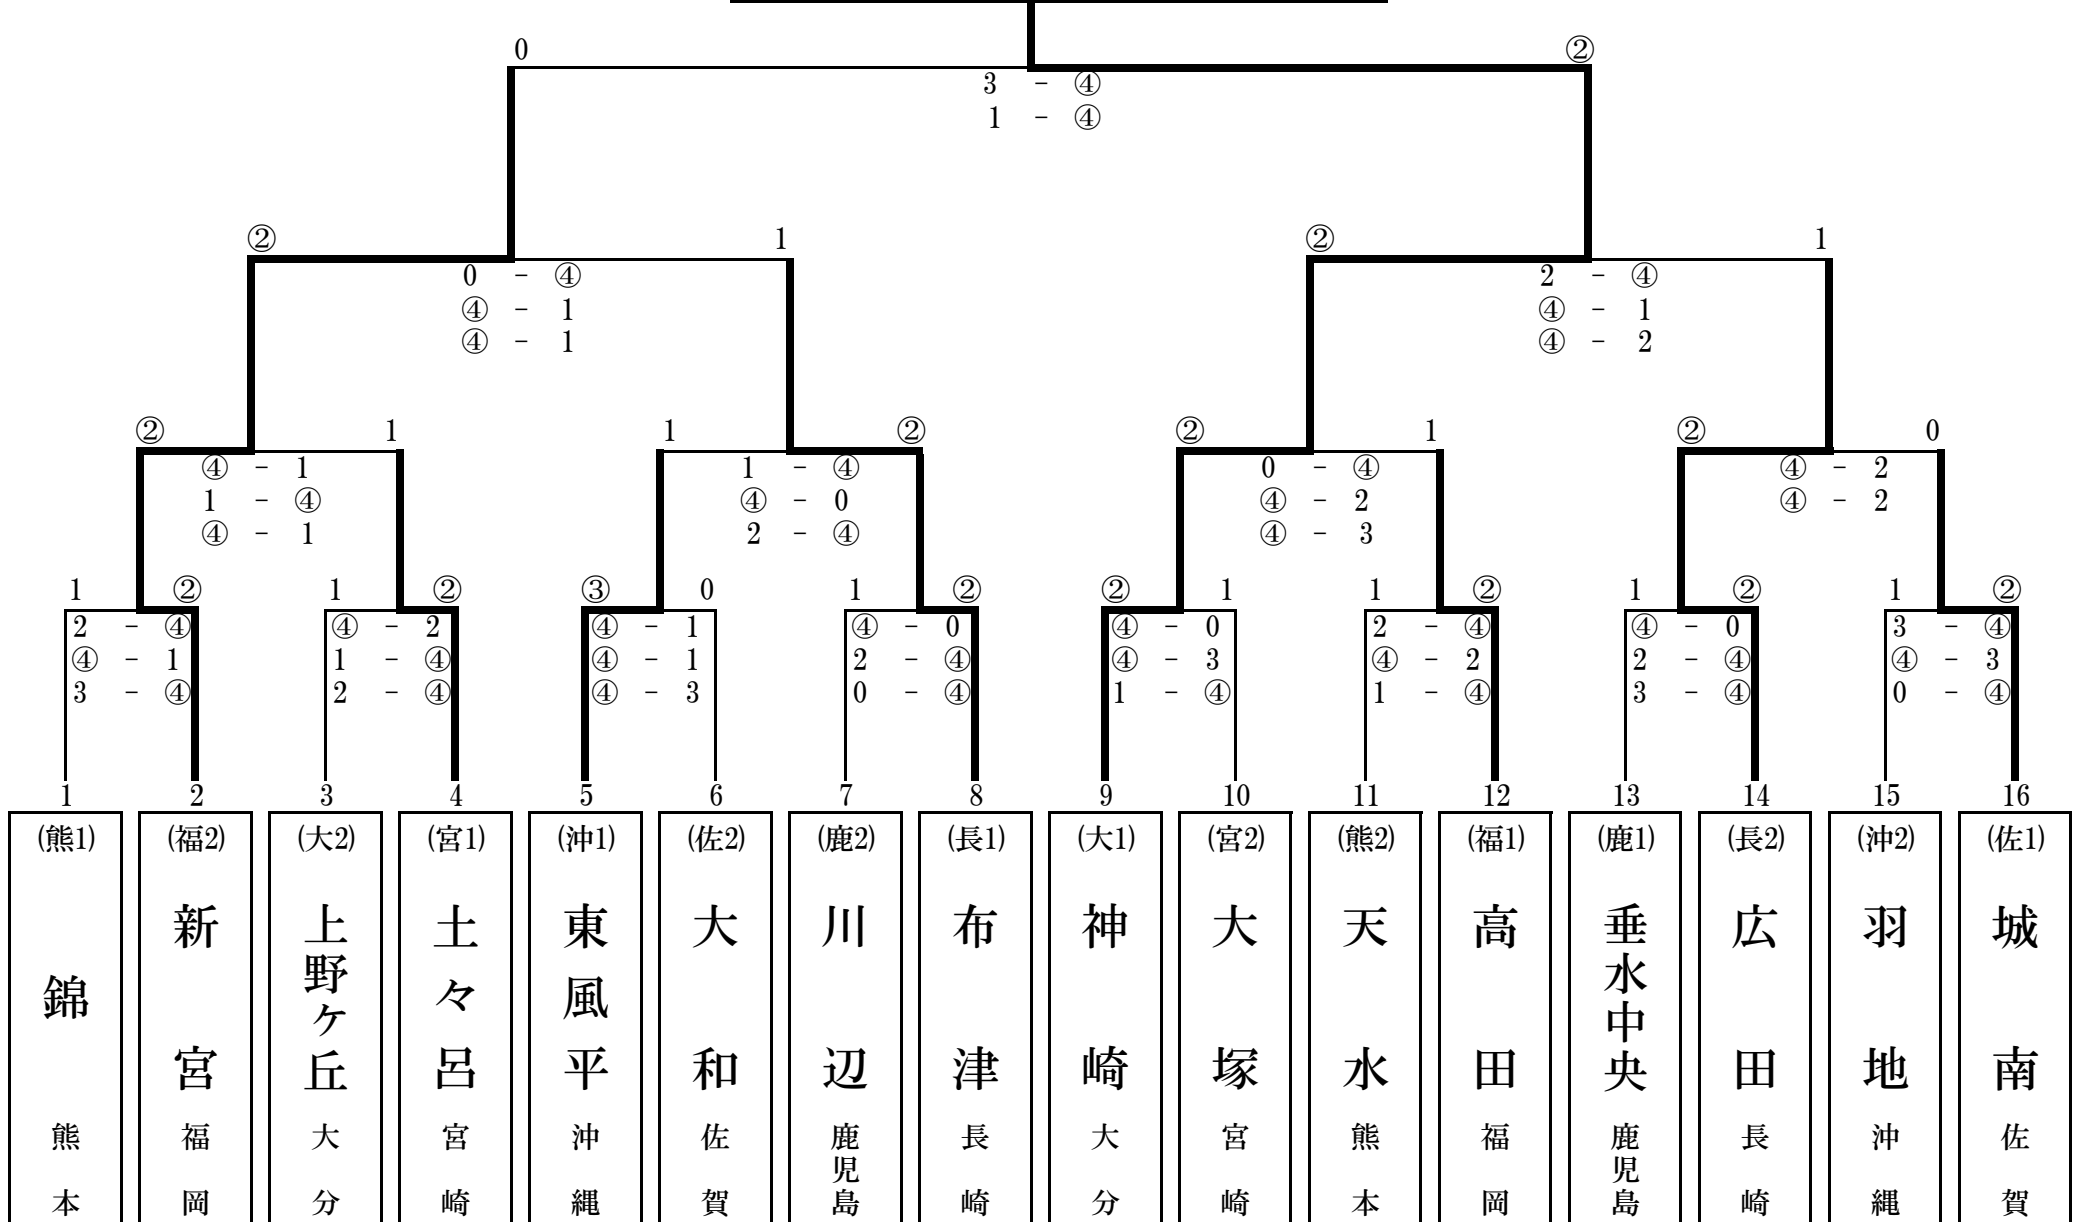 0 ②
3 - ④
1 - ④
② 1 ② 1
0 - ④ 2 - ④
④ - 1 ④ - 1
④ - 1 ④ - 2
② 1 1 ② ② 1 ② 0
④ - 1 1 - ④ 0 - ④ ④ - 2
1 - ④ ④ - 0 ④ - 2 ④ - 2
④ - 1 2 - ④ ④ - 3
1 ② 1 ② ③ 0 1 ② ② 1 1 ② 1 ② 1 ②
2 - ④ ④ - 2 ④ - 1 ④ - 0 ④ - 0 2 - ④ ④ - 0 3 - ④
④ - 1 1 - ④ ④ - 1 2 - ④ ④ - 3 ④ - 2 2 - ④ ④ - 3
3 - ④ 2 - ④ ④ - 3 0 - ④ 1 - ④ 1 - ④ 3 - ④ 0 - ④
1 2 3 4 5 6 7 8 9 10 11 12 13 14 15 16
(熊1) (福2) (大2) (宮1) (沖1) (佐2) (鹿2) (長1) (大1) (宮2) (熊2) (福1) (鹿1) (長2) (沖2) (佐1)
錦
新宮
上野ヶ丘
土々呂
東風平
大和
川辺
布津
神崎
大塚
天水
高田
垂水中央
広田
羽地
城南
熊本
福岡
大分
宮崎
沖縄
佐賀
鹿児島
長崎
大分
宮崎
熊本
福岡
鹿児島
長崎
沖縄
佐賀